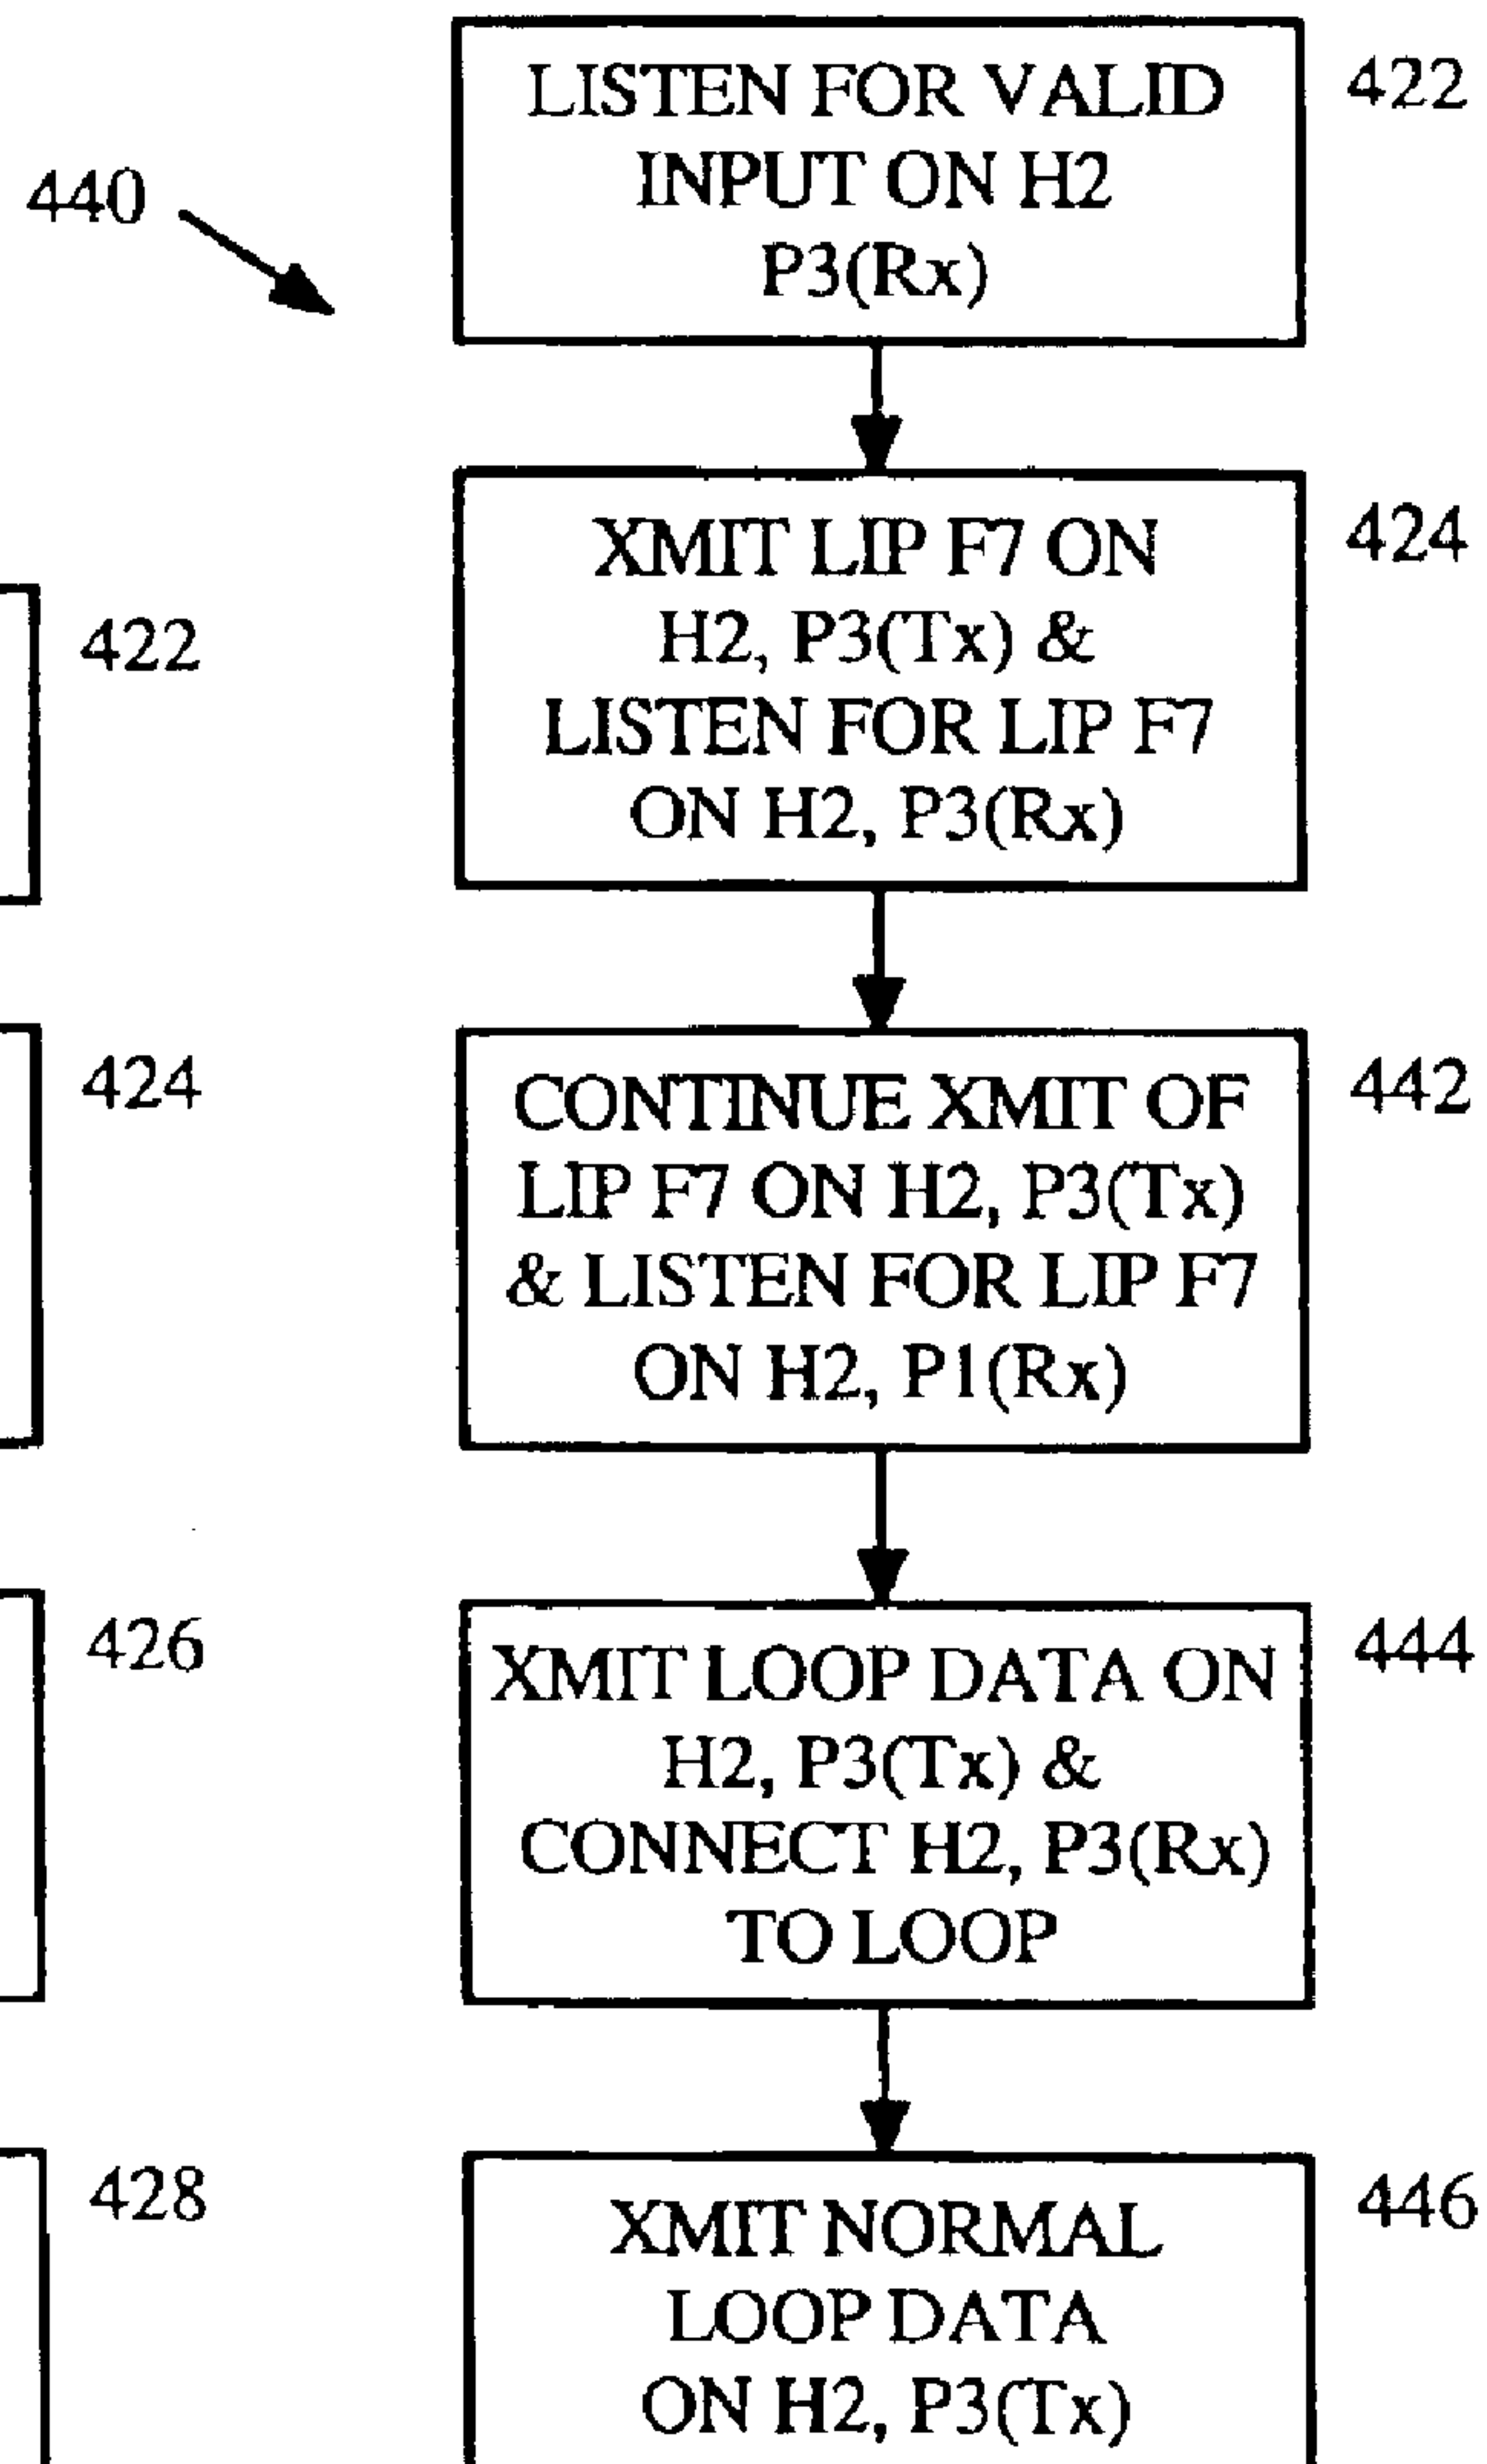 440
422
424
426
428
LISTEN FOR VALID
INPUT ON H2
P3(Rx)
422
XMIT LIP F7 ON
H2, P3(Tx) &
LISTEN FOR LIP F7
ON H2, P3(Rx)
424
CONTINUE XMIT OF
LIP F7 ON H2, P3(Tx)
& LISTEN FOR LIP F7
ON H2, P1(Rx)
442
XMIT LOOP DATA ON
H2, P3(Tx) &
CONNECT H2, P3(Rx)
TO LOOP
444
XMIT NORMAL
LOOP DATA
ON H2, P3(Tx)
446